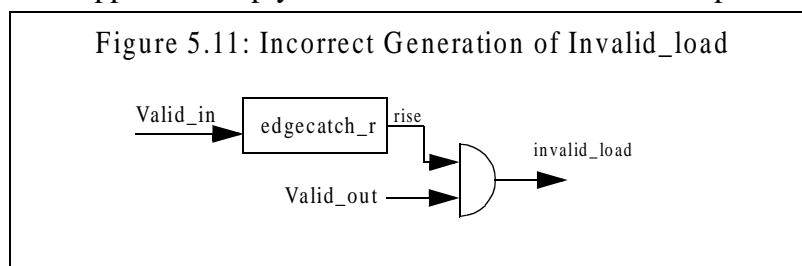 Figure 5.11: Incorrect Generation of Invalid_load
Valid_in
edgecatch_r
rise
invalid_load
Valid_out